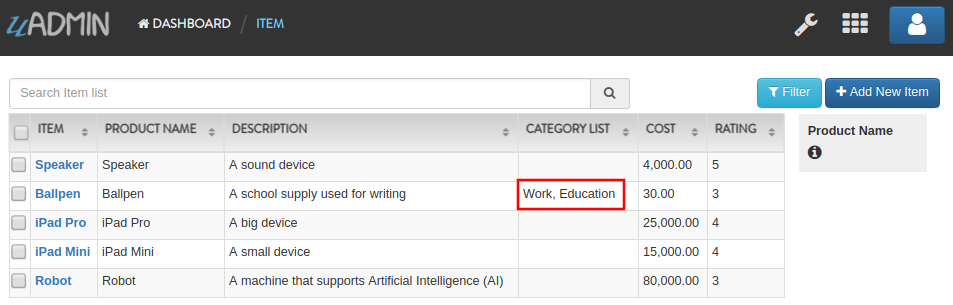 uADMIN DASHBOARD / ITEM
Search Item list Filter Add New Item
ITEM PRODUCT NAME DESCRIPTION CATEGORY LIST COST RATING Product Name
Speaker Speaker A sound device 4,000.00 5
Ballpen Ballpen A school supply used for writing Work, Education 30.00 3
iPad Pro iPad Pro A big device 25,000.00 4
iPad Mini iPad Mini A small device 15,000.00 4
Robot Robot A machine that supports Artificial Intelligence (AI) 80,000.00 3